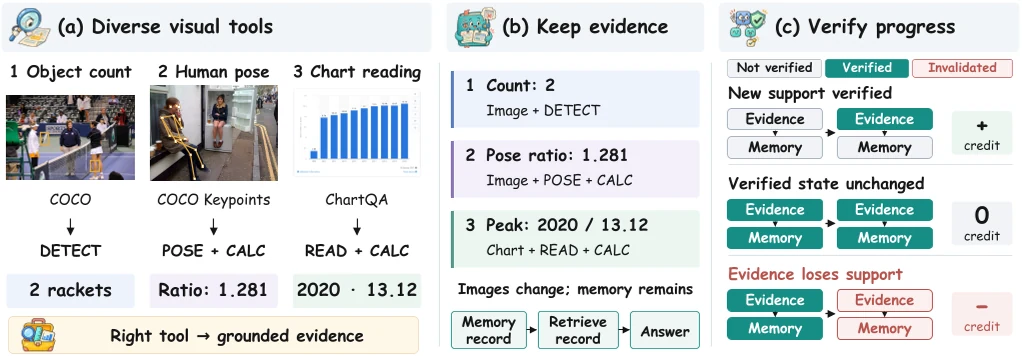 (a) Diverse visual tools
1 Object count
2 Human pose
3 Chart reading
COCO
COCO Keypoints
ChartQA
DETECT
POSE + CALC
READ + CALC
2 rackets
Ratio: 1.281
2020 · 13.12
Right tool → grounded evidence
(b) Keep evidence
1 Count: 2
Image + DETECT
2 Pose ratio: 1.281
Image + POSE + CALC
3 Peak: 2020 / 13.12
Chart + READ + CALC
Images change; memory remains
Memory record
Retrieve record
Answer
(c) Verify progress
Not verified
Verified
Invalidated
New support verified
Evidence
Memory
Evidence
Memory
+
credit
Verified state unchanged
Evidence
Memory
Evidence
Memory
0
credit
Evidence loses support
Evidence
Memory
Evidence
Memory
−
credit